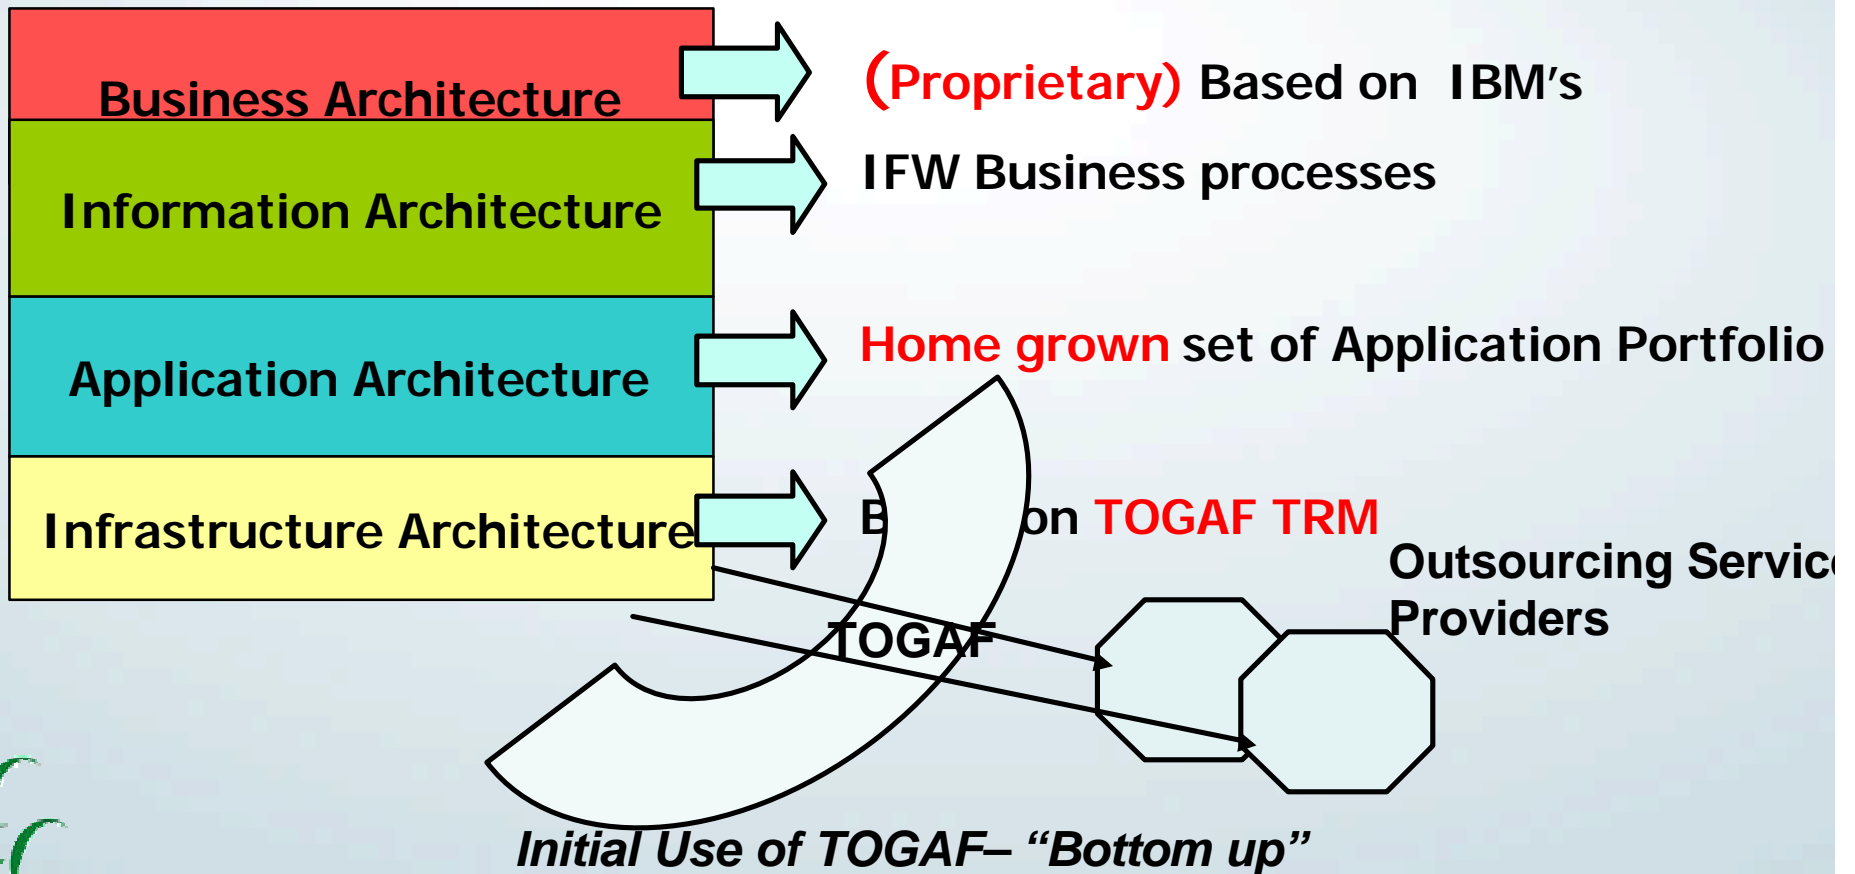 Business Architecture
(Proprietary) Based on IBM's
Information Architecture
IFW Business processes
Application Architecture
Home grown set of Application Portfolio
Infrastructure Architecture
on TOGAF TRM
Outsourcing Service
Providers
TOGAF
Initial Use of TOGAF– “Bottom up”